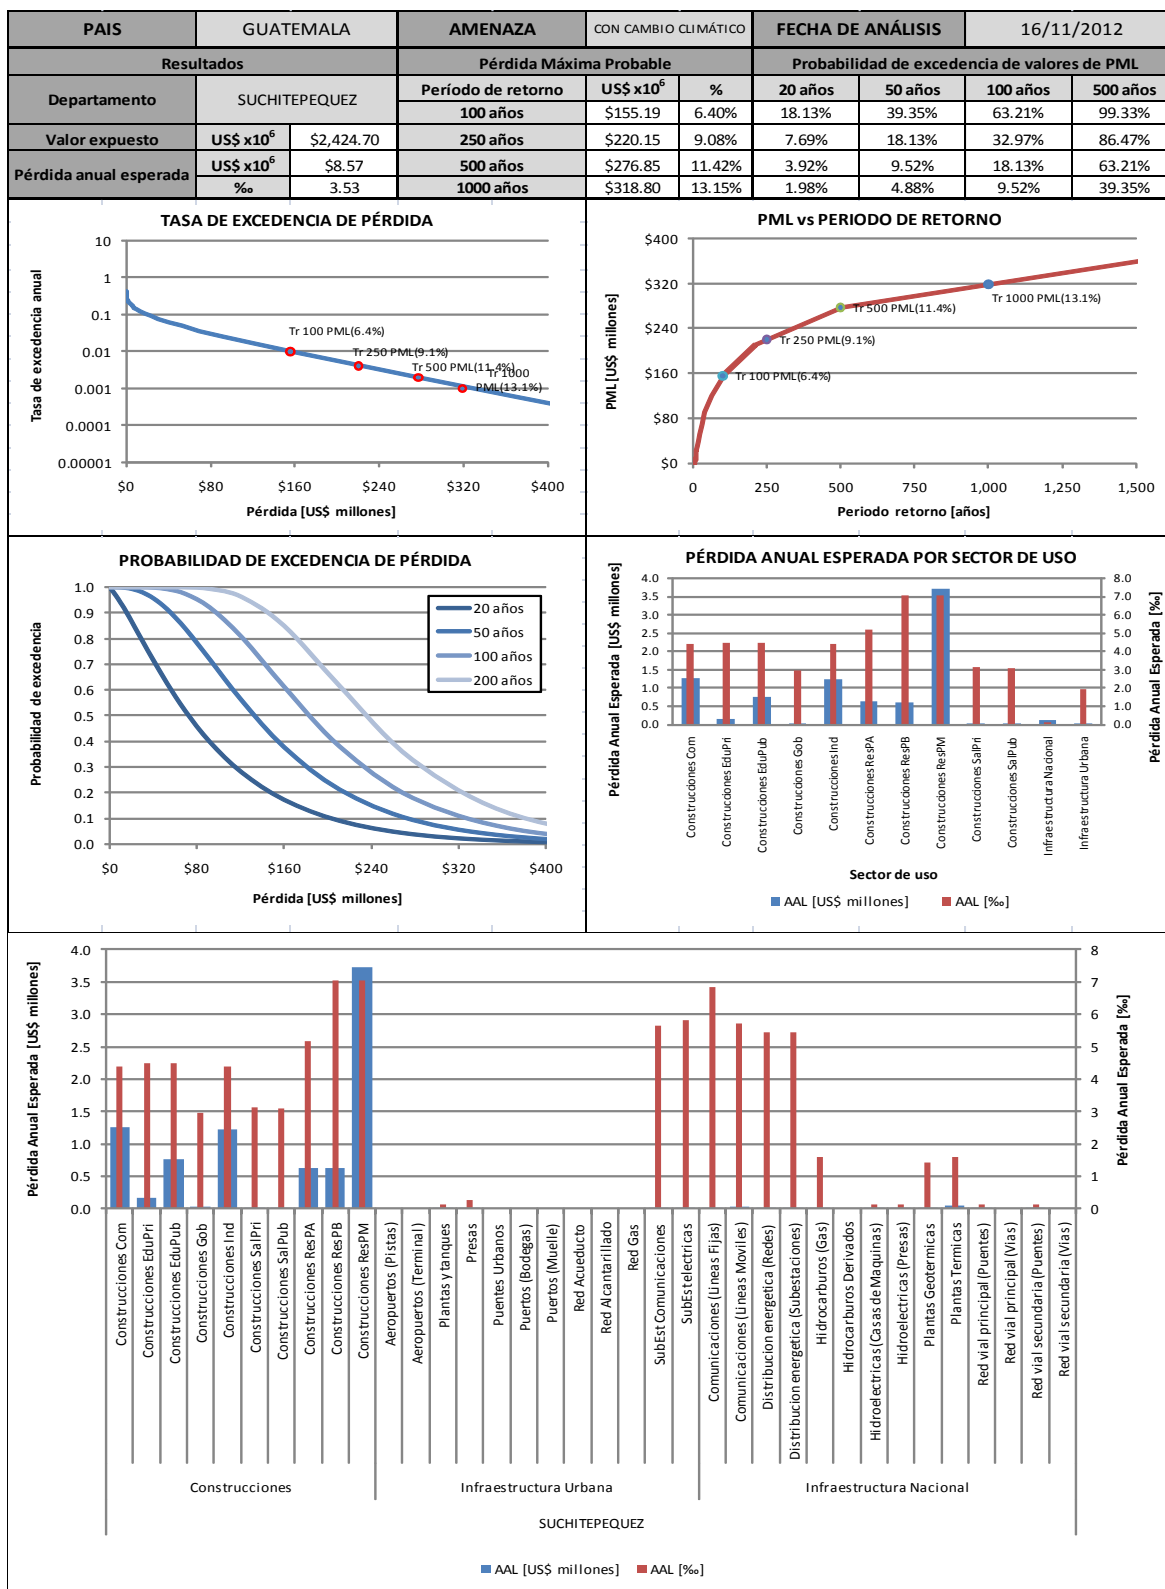 PAIS GUATEMALA AMENAZA CON CAMBIO CLIMÁTICO FECHA DE ANÁLISIS 16/11/2012
Resultados Pérdida Máxima Probable Probabilidad de excedencia de valores de PML
Departamento SUCHITEPEQUEZ Período de retorno US$ x10⁶ % 20 años 50 años 100 años 500 años
100 años $155.19 6.40% 18.13% 39.35% 63.21% 99.33%
Valor expuesto US$ x10⁶ $2,424.70 250 años $220.15 9.08% 7.69% 18.13% 32.97% 86.47%
Pérdida anual esperada US$ x10⁶ $8.57 500 años $276.85 11.42% 3.92% 9.52% 18.13% 63.21%
‰ 3.53 1000 años $318.80 13.15% 1.98% 4.88% 9.52% 39.35%
TASA DE EXCEDENCIA DE PÉRDIDA
Tasa de excedencia anual
10
1
0.1
0.01
0.001
0.0001
0.00001
Tr 100 PML(6.4%)
Tr 250 PML(9.1%)
Tr 500 PML(11.4%)
Tr 1000
PML(13.1%)
$0 $80 $160 $240 $320 $400
Pérdida [US$ millones]
PML vs PERIODO DE RETORNO
PML [US$ millones]
$400
$320
$240
$160
$80
$0
Tr 1000 PML(13.1%)
Tr 500 PML(11.4%)
Tr 250 PML(9.1%)
Tr 100 PML(6.4%)
0 250 500 750 1,000 1,250 1,500
Periodo retorno [años]
PROBABILIDAD DE EXCEDENCIA DE PÉRDIDA
Probabilidad de excedencia
1.0
0.9
0.8
0.7
0.6
0.5
0.4
0.3
0.2
0.1
0.0
20 años
50 años
100 años
200 años
$0 $80 $160 $240 $320 $400
Pérdida [US$ millones]
PÉRDIDA ANUAL ESPERADA POR SECTOR DE USO
Pérdida Anual Esperada [US$ millones]
4.0
3.5
3.0
2.5
2.0
1.5
1.0
0.5
0.0
8.0
7.0
6.0
5.0
4.0
3.0
2.0
1.0
0.0
Pérdida Anual Esperada [‰]
Construcciones Com
Construcciones EduPri
Construcciones EduPub
Construcciones Gob
Construcciones Ind
Construcciones ResPA
Construcciones ResPB
Construcciones ResPM
Construcciones SalPri
Construcciones SalPub
Infraestructura Nacional
Infraestructura Urbana
Sector de uso
AAL [US$ millones] AAL [‰]
Pérdida Anual Esperada [US$ millones]
4.0
3.5
3.0
2.5
2.0
1.5
1.0
0.5
0.0
8
7
6
5
4
3
2
1
0
Pérdida Anual Esperada [‰]
Construcciones Com
Construcciones EduPri
Construcciones EduPub
Construcciones Gob
Construcciones Ind
Construcciones SalPri
Construcciones SalPub
Construcciones ResPA
Construcciones ResPB
Construcciones ResPM
Aeropuertos (Pistas)
Aeropuertos (Terminal)
Plantas y tanques
Presas
Puentes Urbanos
Puertos (Bodegas)
Puertos (Muelle)
Red Acueducto
Red Alcantarillado
Red Gas
SubEst Comunicaciones
SubEst electricas
Comunicaciones (Lineas Fijas)
Comunicaciones (Lineas Moviles)
Distribucion energetica (Redes)
Distribucion energetica (Subestaciones)
Hidrocarburos (Gas)
Hidrocarburos Derivados
Hidroelectricas (Casas de Maquinas)
Hidroelectricas (Presas)
Plantas Geotermicas
Plantas Termicas
Red vial principal (Puentes)
Red vial principal (Vias)
Red vial secundaria (Puentes)
Red vial secundaria (Vias)
Construcciones Infraestructura Urbana Infraestructura Nacional
SUCHITEPEQUEZ
AAL [US$ millones] AAL [‰]